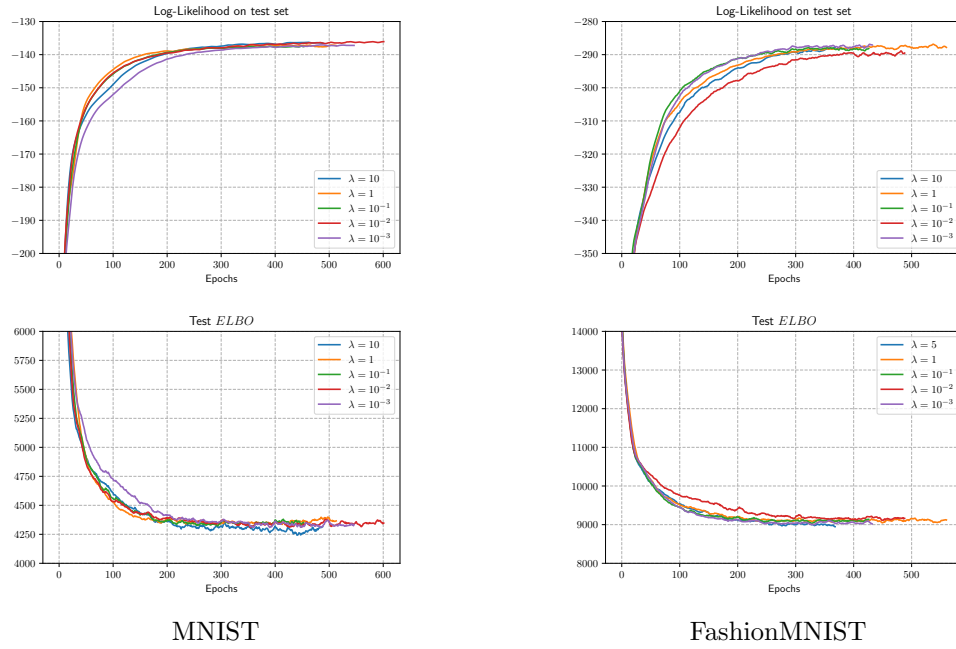 Log-Likelihood on test set
−130
−140
−150
−160
−170
−180
−190
−200
0 100 200 300 400 500 600
Epochs
λ = 10
λ = 1
λ = 10⁻¹
λ = 10⁻²
λ = 10⁻³
Log-Likelihood on test set
−280
−290
−300
−310
−320
−330
−340
−350
0 100 200 300 400 500
Epochs
λ = 10
λ = 1
λ = 10⁻¹
λ = 10⁻²
λ = 10⁻³
Test ELBO
6000
5750
5500
5250
5000
4750
4500
4250
4000
0 100 200 300 400 500 600
Epochs
λ = 10
λ = 1
λ = 10⁻¹
λ = 10⁻²
λ = 10⁻³
Test ELBO
14000
13000
12000
11000
10000
9000
8000
0 100 200 300 400 500
Epochs
λ = 5
λ = 1
λ = 10⁻¹
λ = 10⁻²
λ = 10⁻³
MNIST
FashionMNIST